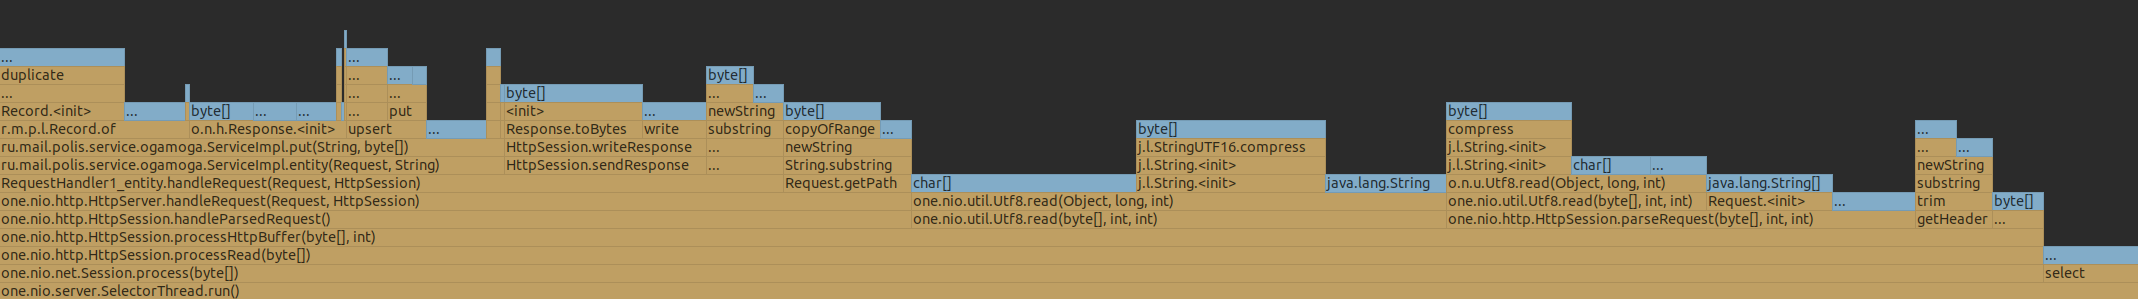 ...
duplicate ... ... byte[]
... byte[] ... ... ... ...
Record.<init> ... byte[] ... ... ... put <init> ... newString byte[] byte[]
r.m.p.l.Record.of o.n.h.Response.<init> upsert ... Response.toBytes write substring copyOfRange ... byte[] compress ...
ru.mail.polis.service.ogamoga.ServiceImpl.put(String, byte[]) HttpSession.writeResponse ... newString j.l.StringUTF16.compress j.l.String.<init> ... ...
ru.mail.polis.service.ogamoga.ServiceImpl.entity(Request, String) HttpSession.sendResponse ... String.substring j.l.String.<init> j.l.String.<init> char[] ... newString
RequestHandler1_entity.handleRequest(Request, HttpSession) Request.getPath char[] j.l.String.<init> java.lang.String o.n.u.Utf8.read(Object, long, int) java.lang.String[] substring
one.nio.http.HttpServer.handleRequest(Request, HttpSession) one.nio.util.Utf8.read(Object, long, int) one.nio.util.Utf8.read(byte[], int, int) Request.<init> ... trim byte[]
one.nio.http.HttpSession.handleParsedRequest() one.nio.util.Utf8.read(byte[], int, int) one.nio.http.HttpSession.parseRequest(byte[], int, int) getHeader ...
one.nio.http.HttpSession.processHttpBuffer(byte[], int)
one.nio.http.HttpSession.processRead(byte[]) ...
one.nio.net.Session.process(byte[]) select
one.nio.server.SelectorThread.run()